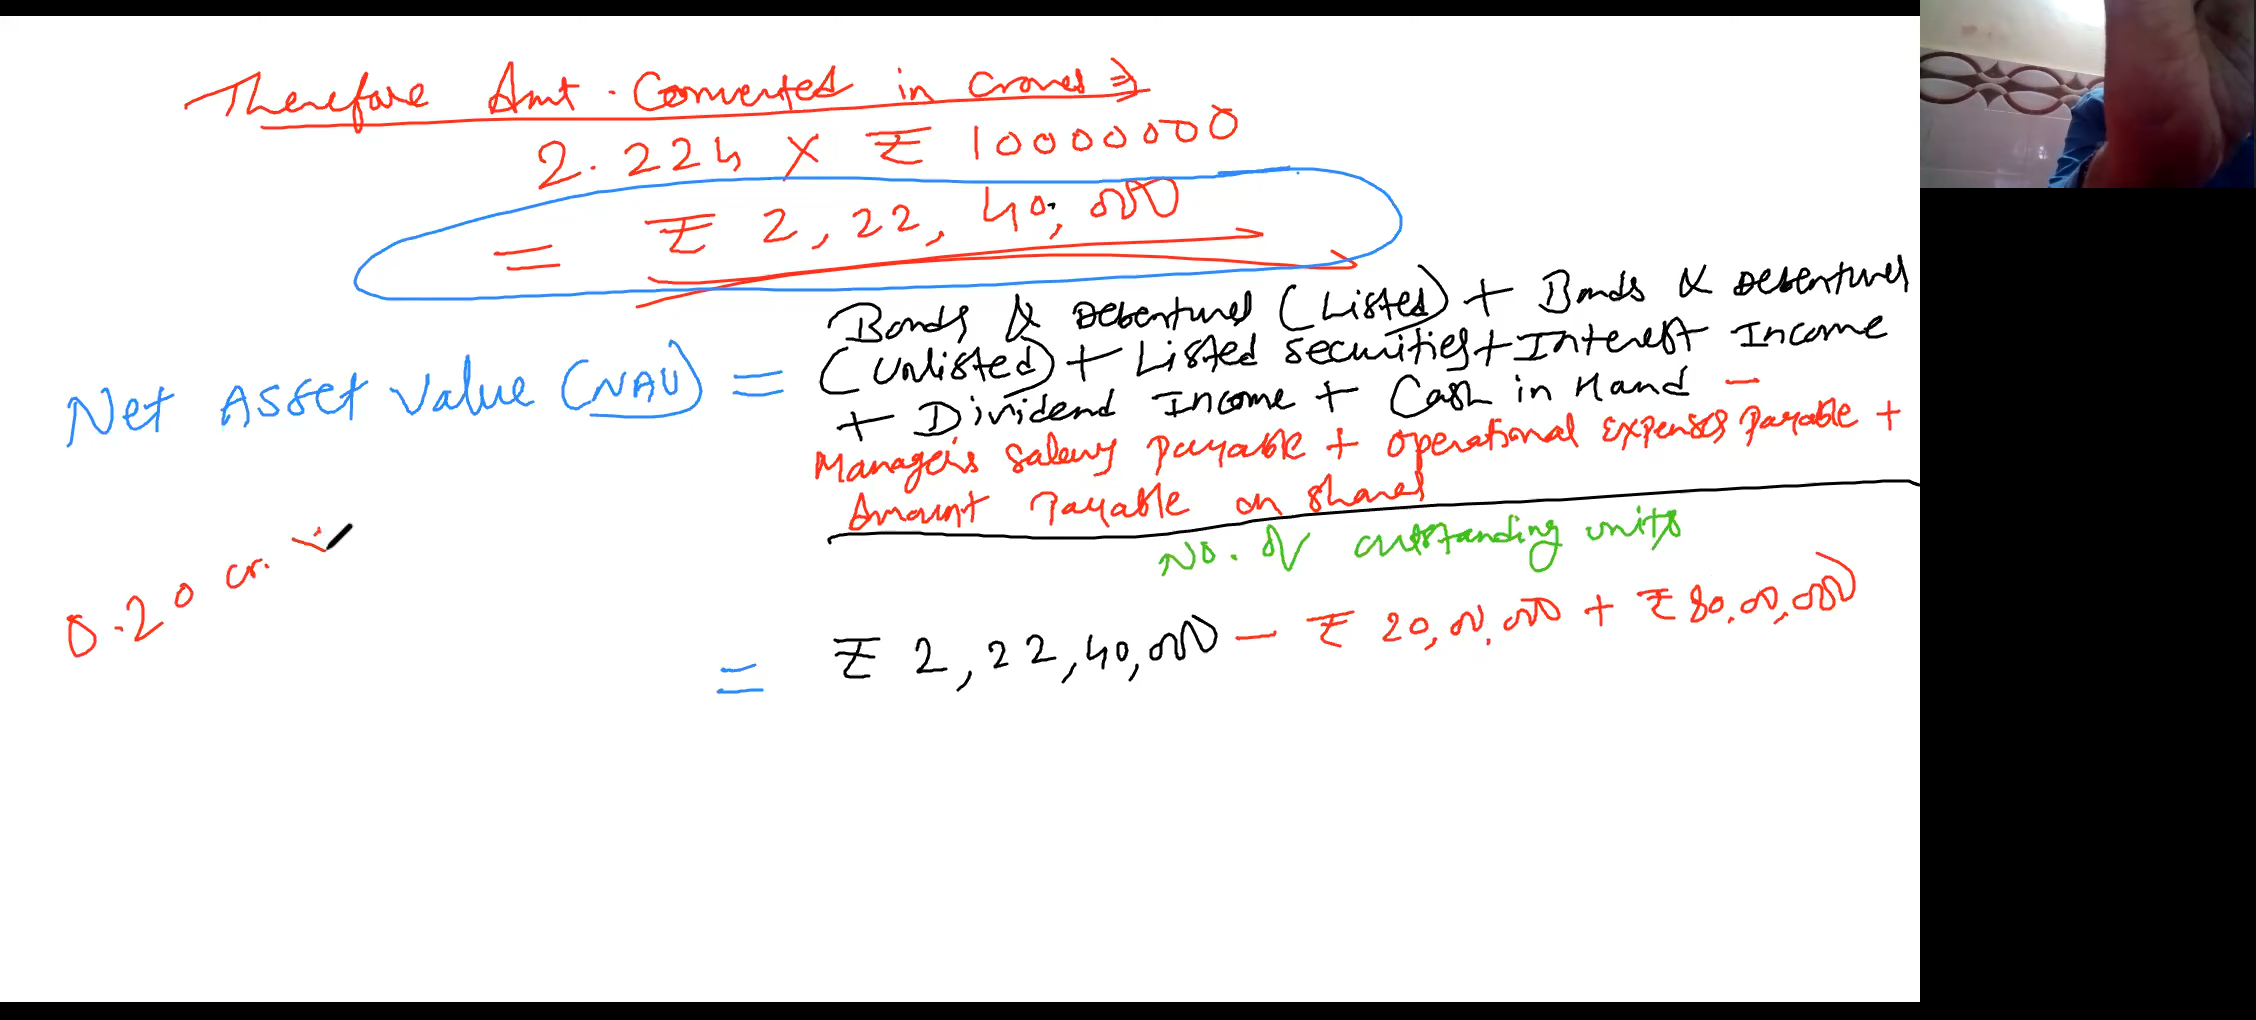 Therefore Amt. Converted in Crores ⇒
2.224 × ₹ 10000000
= ₹ 2,22,40,000
Net Asset Value (NAV) =
Bonds & Debentures (Listed) + Bonds & Debentures
(Unlisted) + Listed securities + Interest Income
+ Dividend Income + Cash in Hand −
Manager's Salary Payable + Operational Expenses Payable +
Amount Payable on shares
No. of outstanding units
0.20 cr.
= ₹ 2,22,40,000 − ₹ 20,00,000 + ₹ 80,00,000